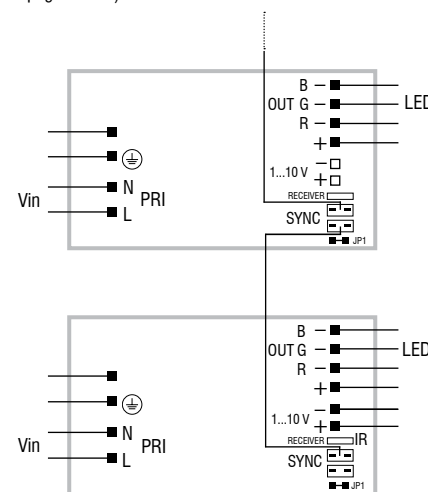 B –
OUT G –
LED
R –
+
–
1...10 V
+
N
PRI
Vin
L
RECEIVER
SYNC
JP1
B –
OUT G –
LED
R –
+
–
1...10 V
+
N
PRI
RECEIVER IR
Vin
L
SYNC
JP1